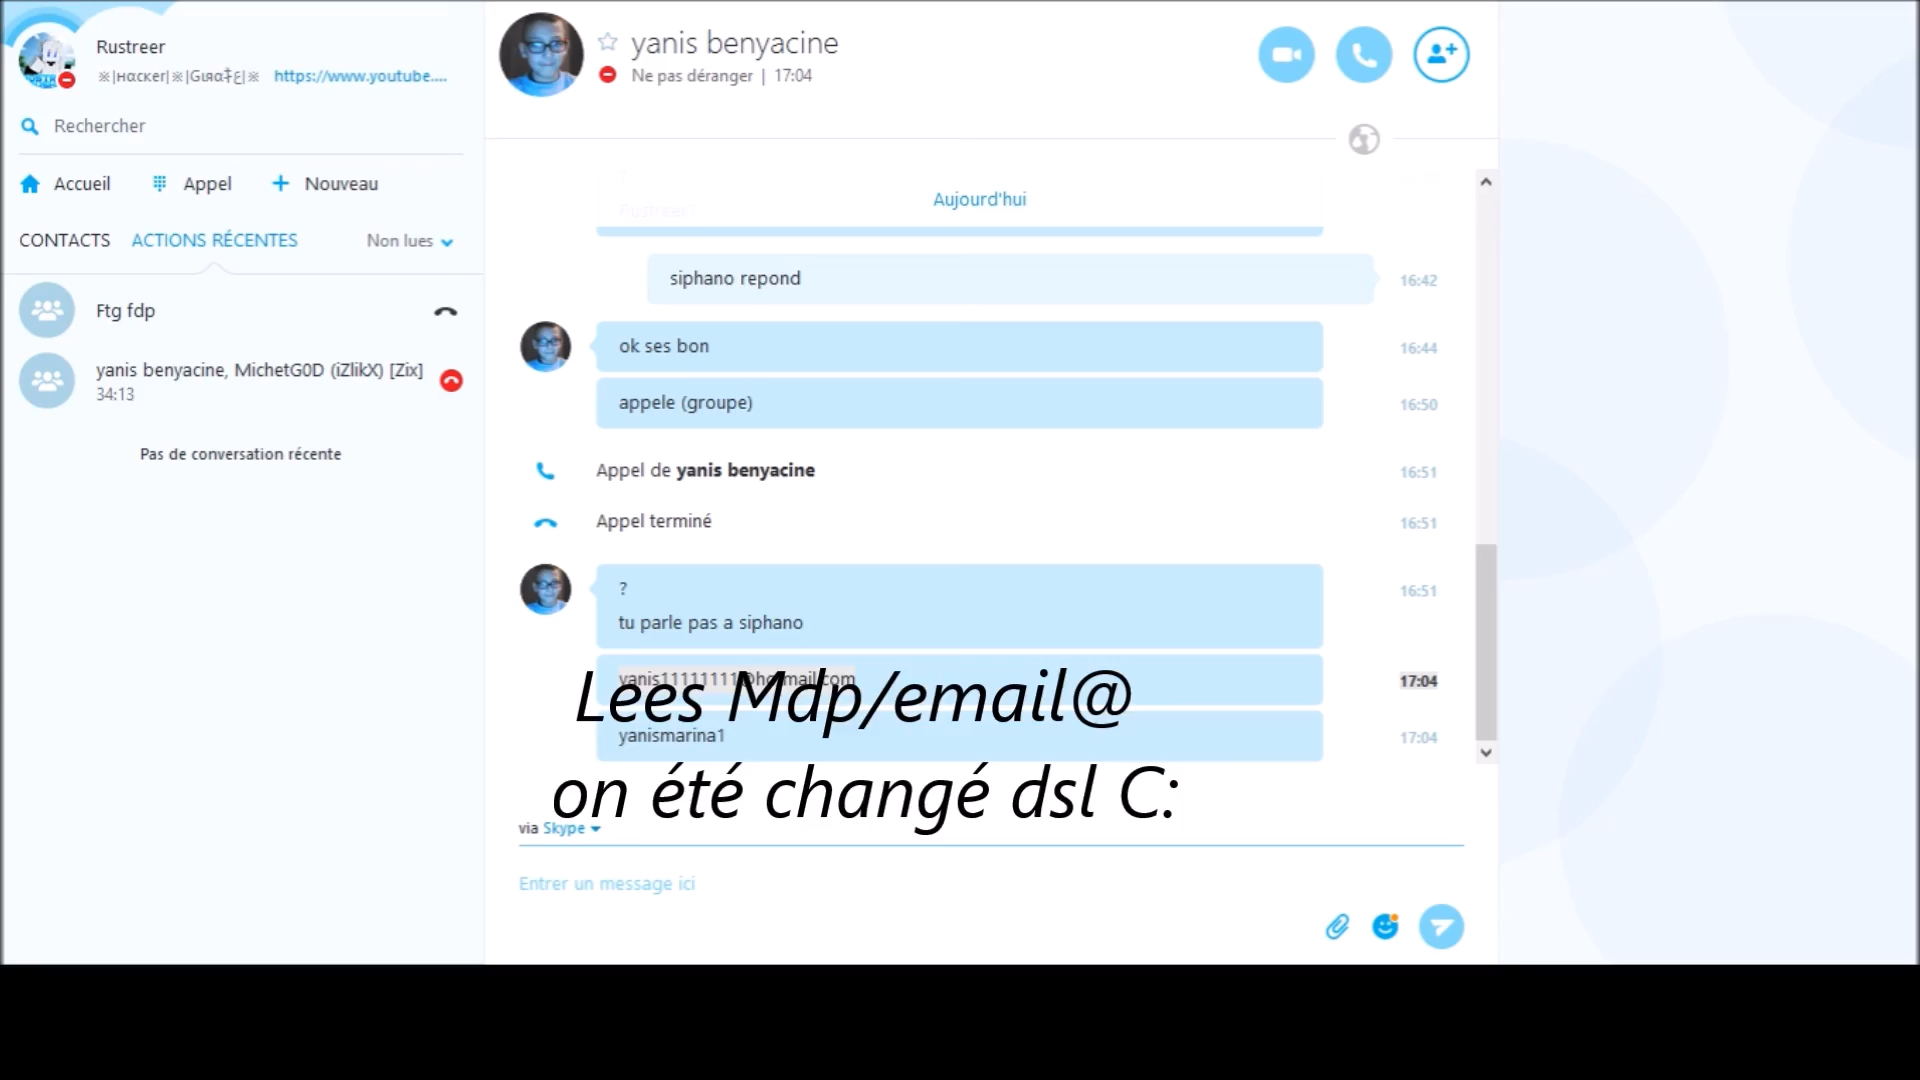 Rustreer
https://www.youtube....
Rechercher
Accueil
Appel
Nouveau
CONTACTS
ACTIONS RÉCENTES
Non lues
Ftg fdp
yanis benyacine, MichetG0D (iZlikX) [Zix]
34:13
Pas de conversation récente
yanis benyacine
Ne pas déranger | 17:04
Aujourd'hui
siphano repond
16:42
ok ses bon
16:44
appele (groupe)
16:50
Appel de yanis benyacine
16:51
Appel terminé
16:51
?
16:51
tu parle pas a siphano
yanis11111111@hotmail.com
17:04
Lees Mdp/email@
yanismarina1
17:04
on été changé dsl C:
via Skype
Entrer un message ici